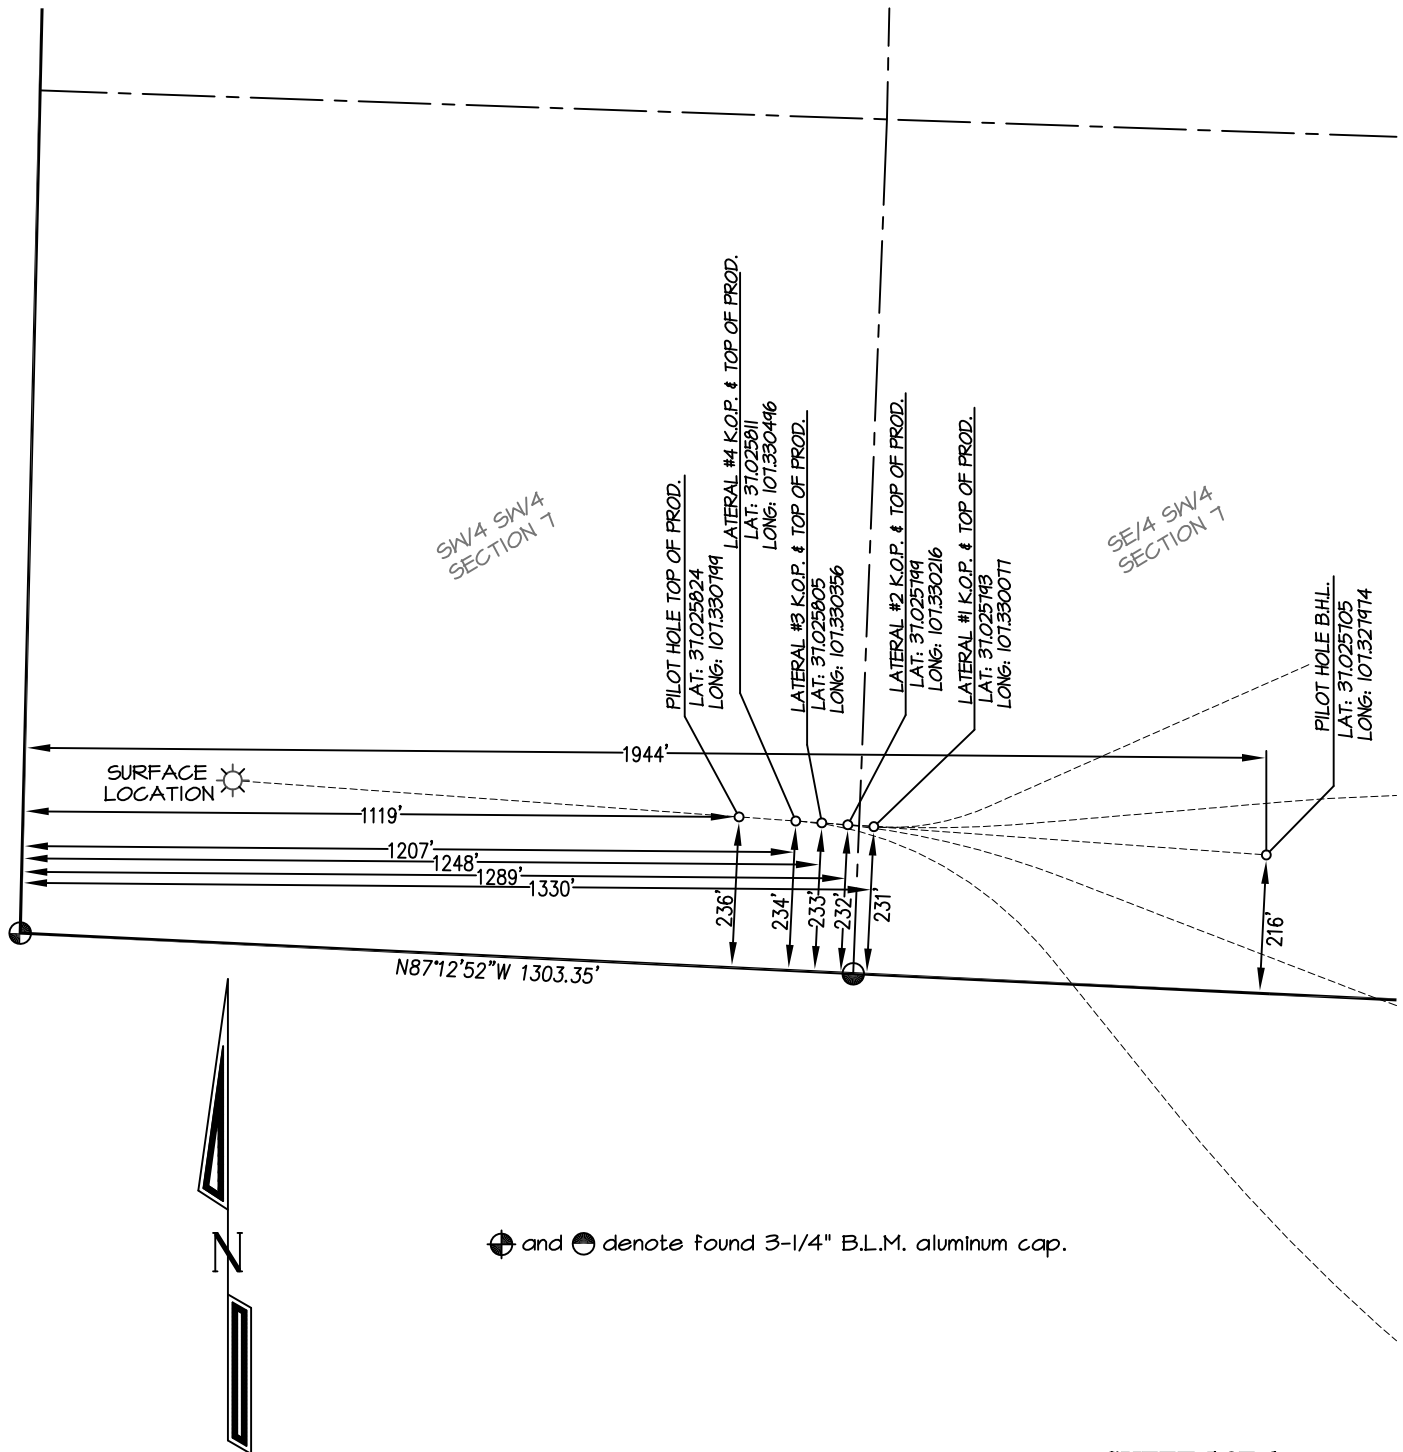 SW/4 SW/4
SECTION 7
SE/4 SW/4
SECTION 7
PILOT HOLE TOP OF PROD.
LAT: 37.025824
LONG: 107.330799
LATERAL #4 K.O.P. & TOP OF PROD.
LAT: 37.025811
LONG: 107.330496
LATERAL #3 K.O.P. & TOP OF PROD.
LAT: 37.025805
LONG: 107.330356
LATERAL #2 K.O.P. & TOP OF PROD.
LAT: 37.025799
LONG: 107.330216
LATERAL #1 K.O.P. & TOP OF PROD.
LAT: 37.025793
LONG: 107.330077
PILOT HOLE B.H.L.
LAT: 37.025705
LONG: 107.327974
1944'
SURFACE
LOCATION
1119'
1207'
1248'
1289'
1330'
236'
234'
233'
232'
231'
216'
N87°12'52"W 1303.35'
N
and denote found 3-1/4" B.L.M. aluminum cap.